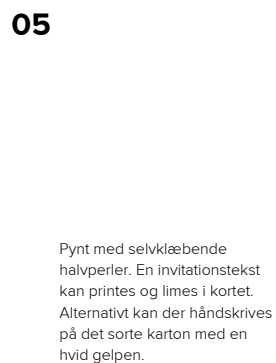 05
Pynt med selvklæbende
halvperler. En invitationstekst
kan printes og limes i kortet.
Alternativt kan der håndskrives
på det sorte karton med en
hvid gelpen.